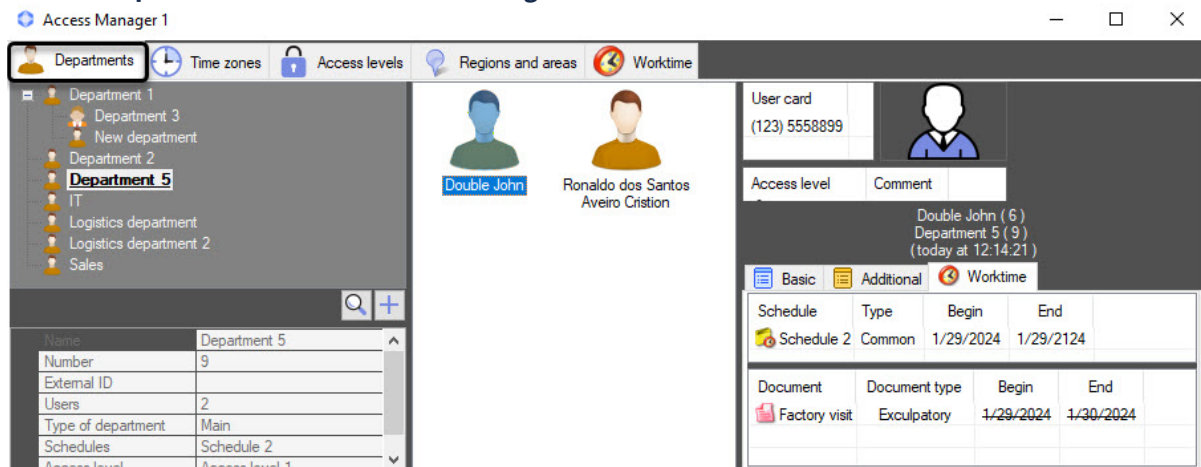 Access Manager 1
Departments Time zones Access levels Regions and areas Worktime
Department 1
Department 3
New department
Department 2
Department 5
IT
Logistics department
Logistics department 2
Sales
Name Department 5
Number 9
External ID
Users 2
Type of department Main
Schedules Schedule 2
Access level Access level 1
Double John
Ronaldo dos Santos
Aveiro Cristion
User card
(123) 5558899
Access level Comment
Double John ( 6 )
Department 5 ( 9 )
( today at 12:14:21 )
Basic Additional Worktime
Schedule Type Begin End
Schedule 2 Common 1/29/2024 1/29/2124
Document Document type Begin End
Factory visit Exculpatory 1/29/2024 1/30/2024